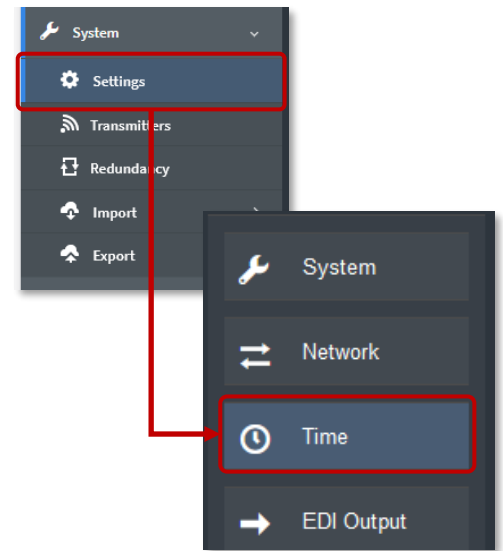 System
Settings
Transmitters
Redundancy
Import
Export
System
Network
Time
EDI Output